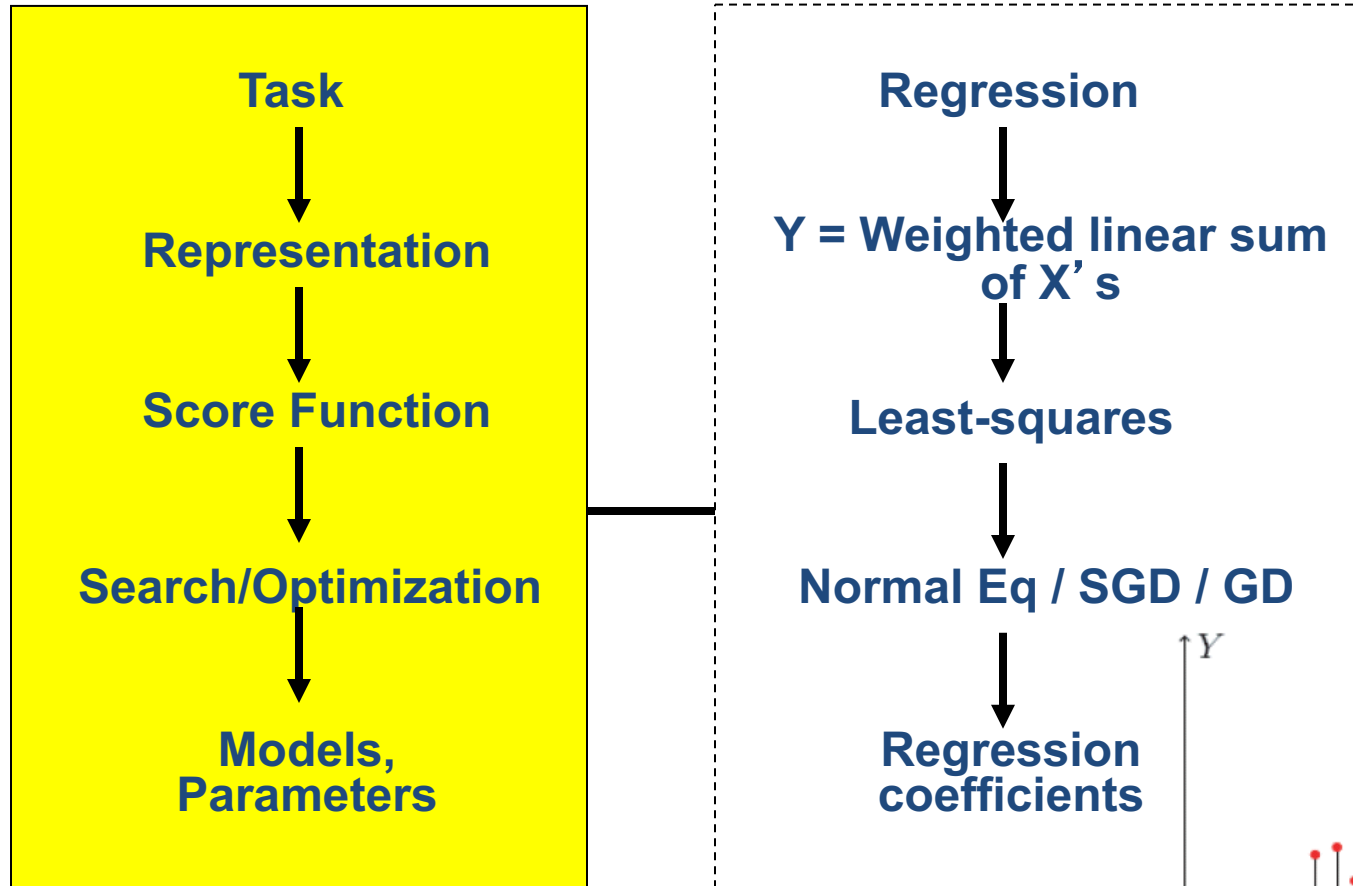 Task
Representation
Score Function
Search/Optimization
Models,
Parameters
Regression
Y = Weighted linear sum
of X’ s
Least-squares
Normal Eq / SGD / GD
Regression
coefficients
Y